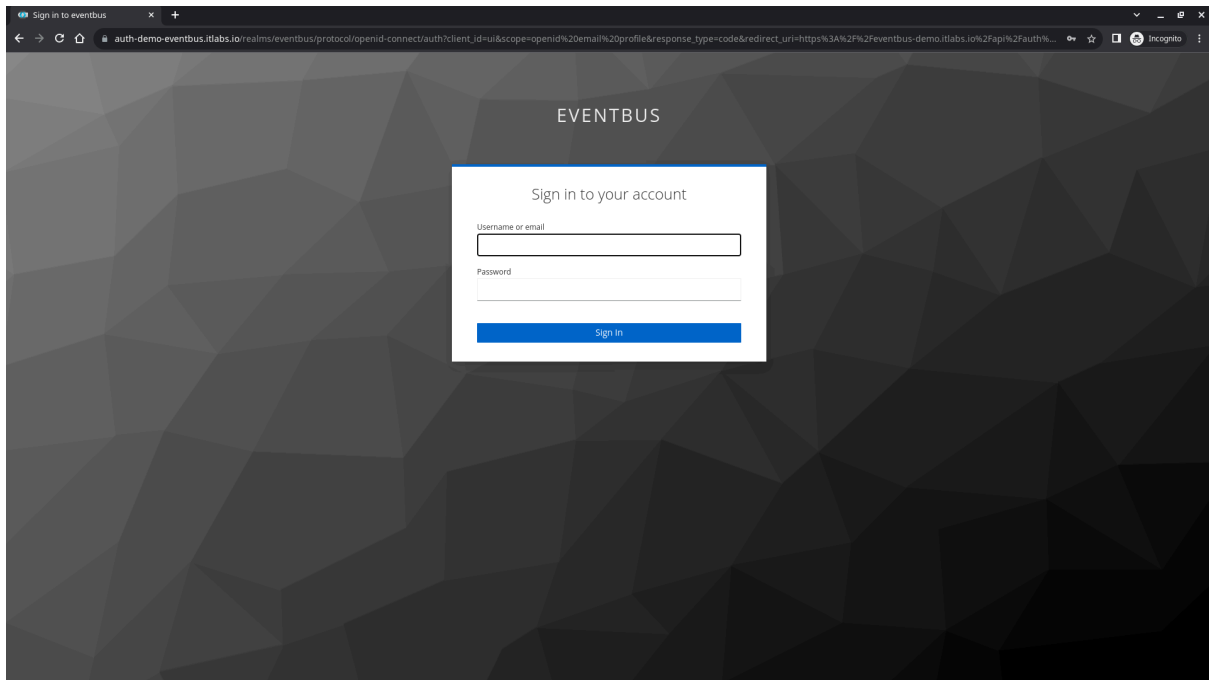 Sign in to eventbus
auth-demo-eventbus.itlabs.io/realms/eventbus/protocol/openid-connect/auth?client_id=ui&scope=openid%20email%20profile&response_type=code&redirect_uri=https%3A%2F%2Feventbus-demo.itlabs.io%2Fapi%2Fauth%... Incognito
EVENTBUS
Sign in to your account
Username or email
Password
Sign In